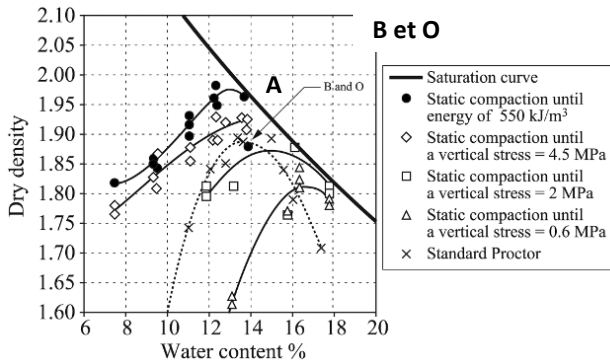 B et O
2.10
2.05
2.00
1.95
1.90
1.85
1.80
1.75
1.70
1.65
1.60
Dry density
A
B and O
6 8 10 12 14 16 18 20
Water content %
Saturation curve
Static compaction until
energy of 550 kJ/m³
Static compaction until
a vertical stress = 4.5 MPa
Static compaction until
a vertical stress = 2 MPa
Static compaction until
a vertical stress = 0.6 MPa
Standard Proctor